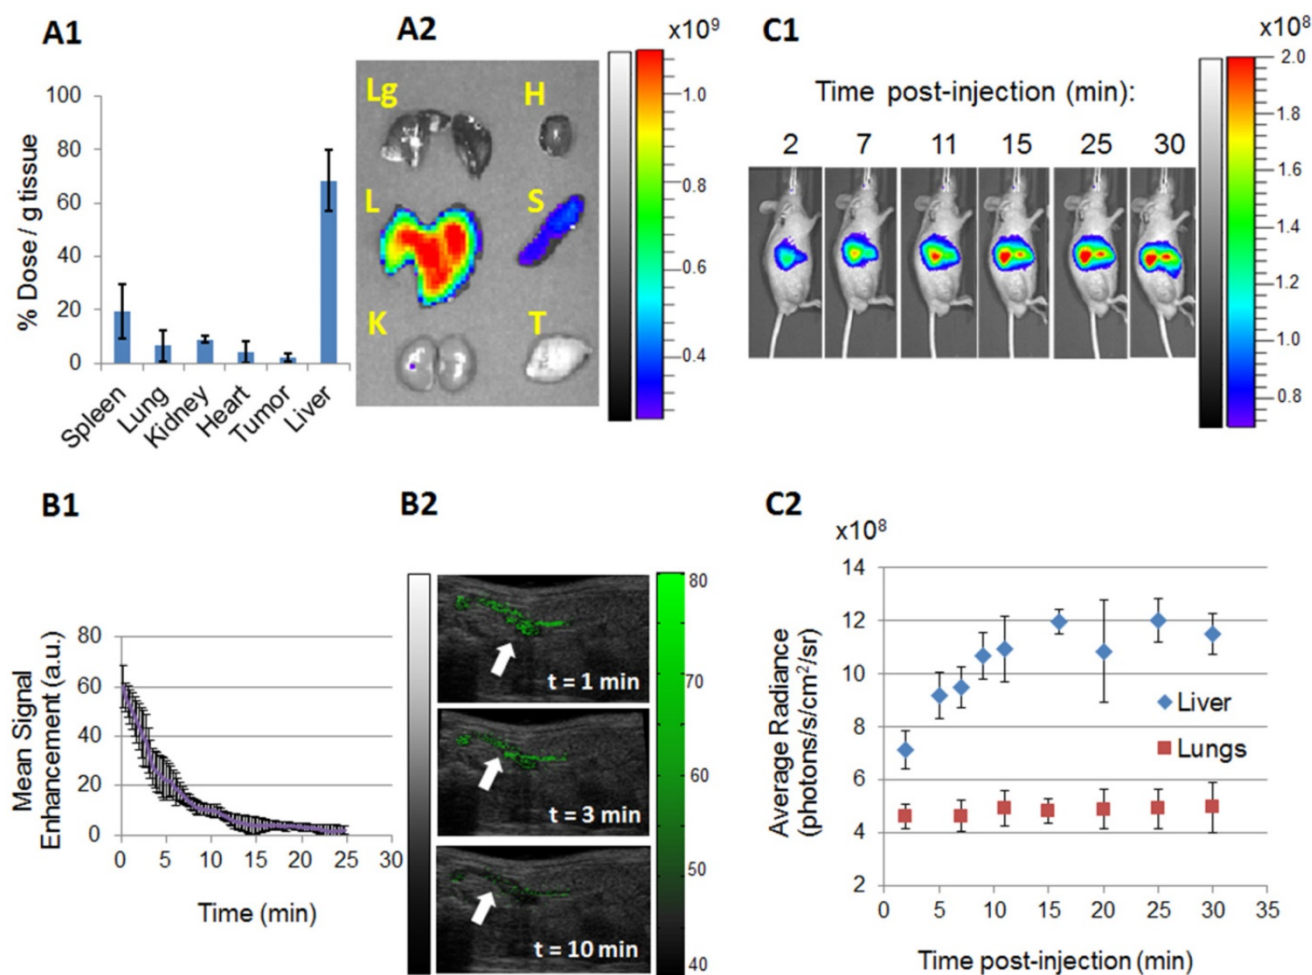 A1
% Dose / g tissue
100
80
60
40
20
0
Spleen
Lung
Kidney
Heart
Tumor
Liver
A2
x10⁹
Lg
H
L
S
K
T
1.0
0.8
0.6
0.4
C1
x10⁸
Time post-injection (min):
2 7 11 15 25 30
2.0
1.8
1.6
1.4
1.2
1.0
0.8
B1
Mean Signal
Enhancement (a.u.)
80
60
40
20
0
0 5 10 15 20 25 30
Time (min)
B2
t = 1 min
t = 3 min
t = 10 min
80
70
60
50
40
C2
x10⁸
Average Radiance
(photons/s/cm²/sr)
14
12
10
8
6
4
2
Liver
Lungs
0 5 10 15 20 25 30 35
Time post-injection (min)